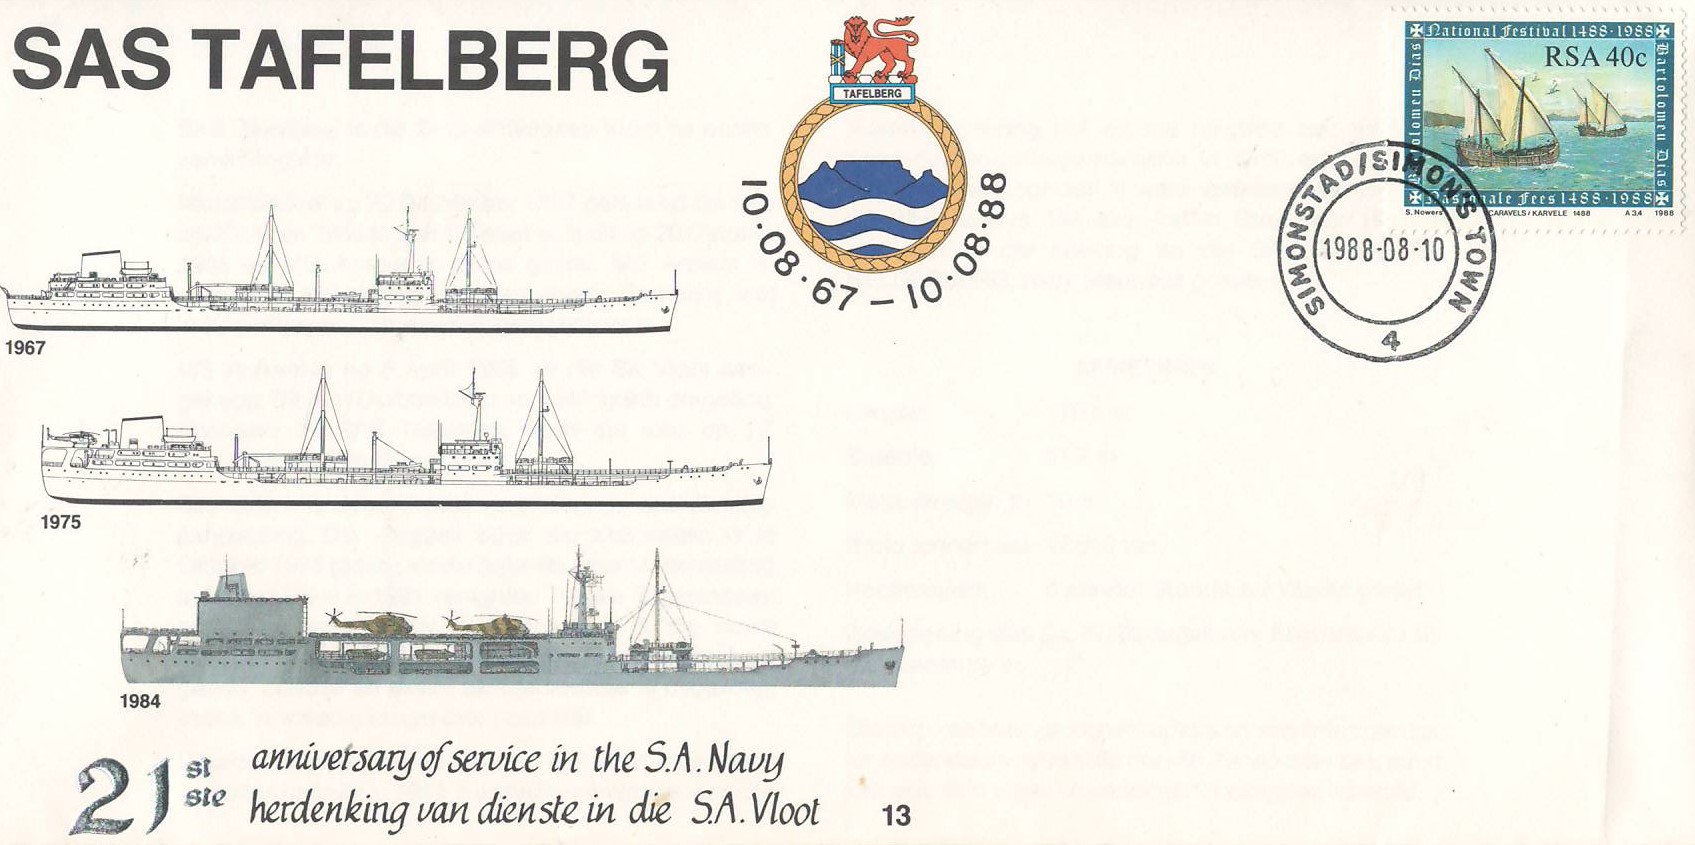 SAS TAFELBERG
TAFELBERG
10.08.67 – 10.08.88
National Festival 1488·1988
Bartolomeu Dias
RSA 40c
Bartolomeu Dias
Nasionale Fees 1488·1988
S. Nowers
CARAVELS/KARVELE 1488
A 3,4 1988
SIMONSTAD/SIMON'S TOWN
1988-08-10
4
1967
1975
1984
21 st
ste
anniversary of service in the S.A. Navy
herdenking van dienste in die S.A. Vloot
13